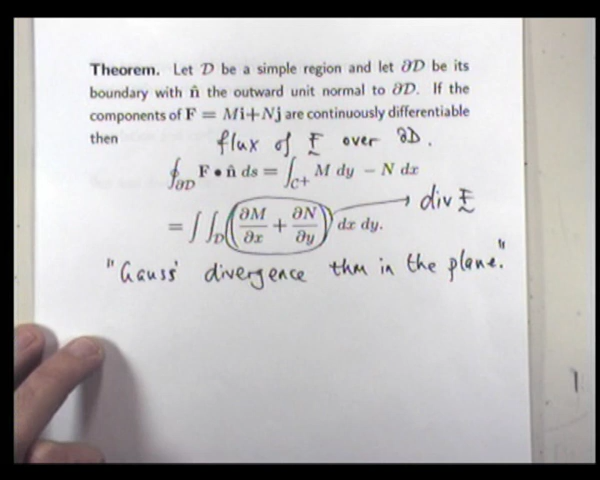 Theorem. Let D be a simple region and let ∂D be its
boundary with n̂ the outward unit normal to ∂D. If the
components of F = Mi+Nj are continuously differentiable
then
flux of F over ∂D.
∮∂D F • n̂ ds = ∫C+ M dy − N dx
= ∫∫D (∂M/∂x + ∂N/∂y) dx dy.
div F
"Gauss' divergence thm in the plane."